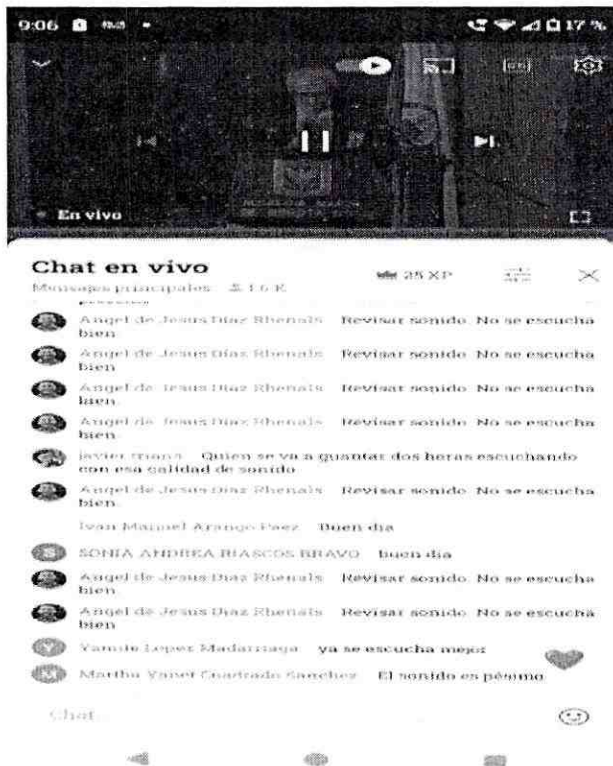 9:06 17 %
En vivo
Chat en vivo
25 XP
Mensajes principales 1.6 K
Angel de Jesus Diaz Rhenals Revisar sonido. No se escucha
bien
Angel de Jesus Diaz Rhenals Revisar sonido. No se escucha
bien.
Angel de Jesus Diaz Rhenals Revisar sonido. No se escucha
bien.
Angel de Jesus Diaz Rhenals Revisar sonido. No se escucha
bien.
javier triana Quien se va a guantar dos horas escuchando
con esa calidad de sonido
Angel de Jesus Diaz Rhenals Revisar sonido. No se escucha
bien.
Ivan Manuel Arango Paez Buen dia
S SONIA ANDREA RIASCOS BRAVO buen dia
Angel de Jesus Diaz Rhenals Revisar sonido. No se escucha
bien
Angel de Jesus Diaz Rhenals Revisar sonido. No se escucha
bien
Y Yamile Lopez Madarriaga ya se escucha mejor
M Martha Yanet Cuadrado Sanchez El sonido es pésimo
Chat...